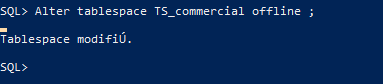 SQL> Alter tablespace TS_commercial offline ;
Tablespace modifiÚ.
SQL>